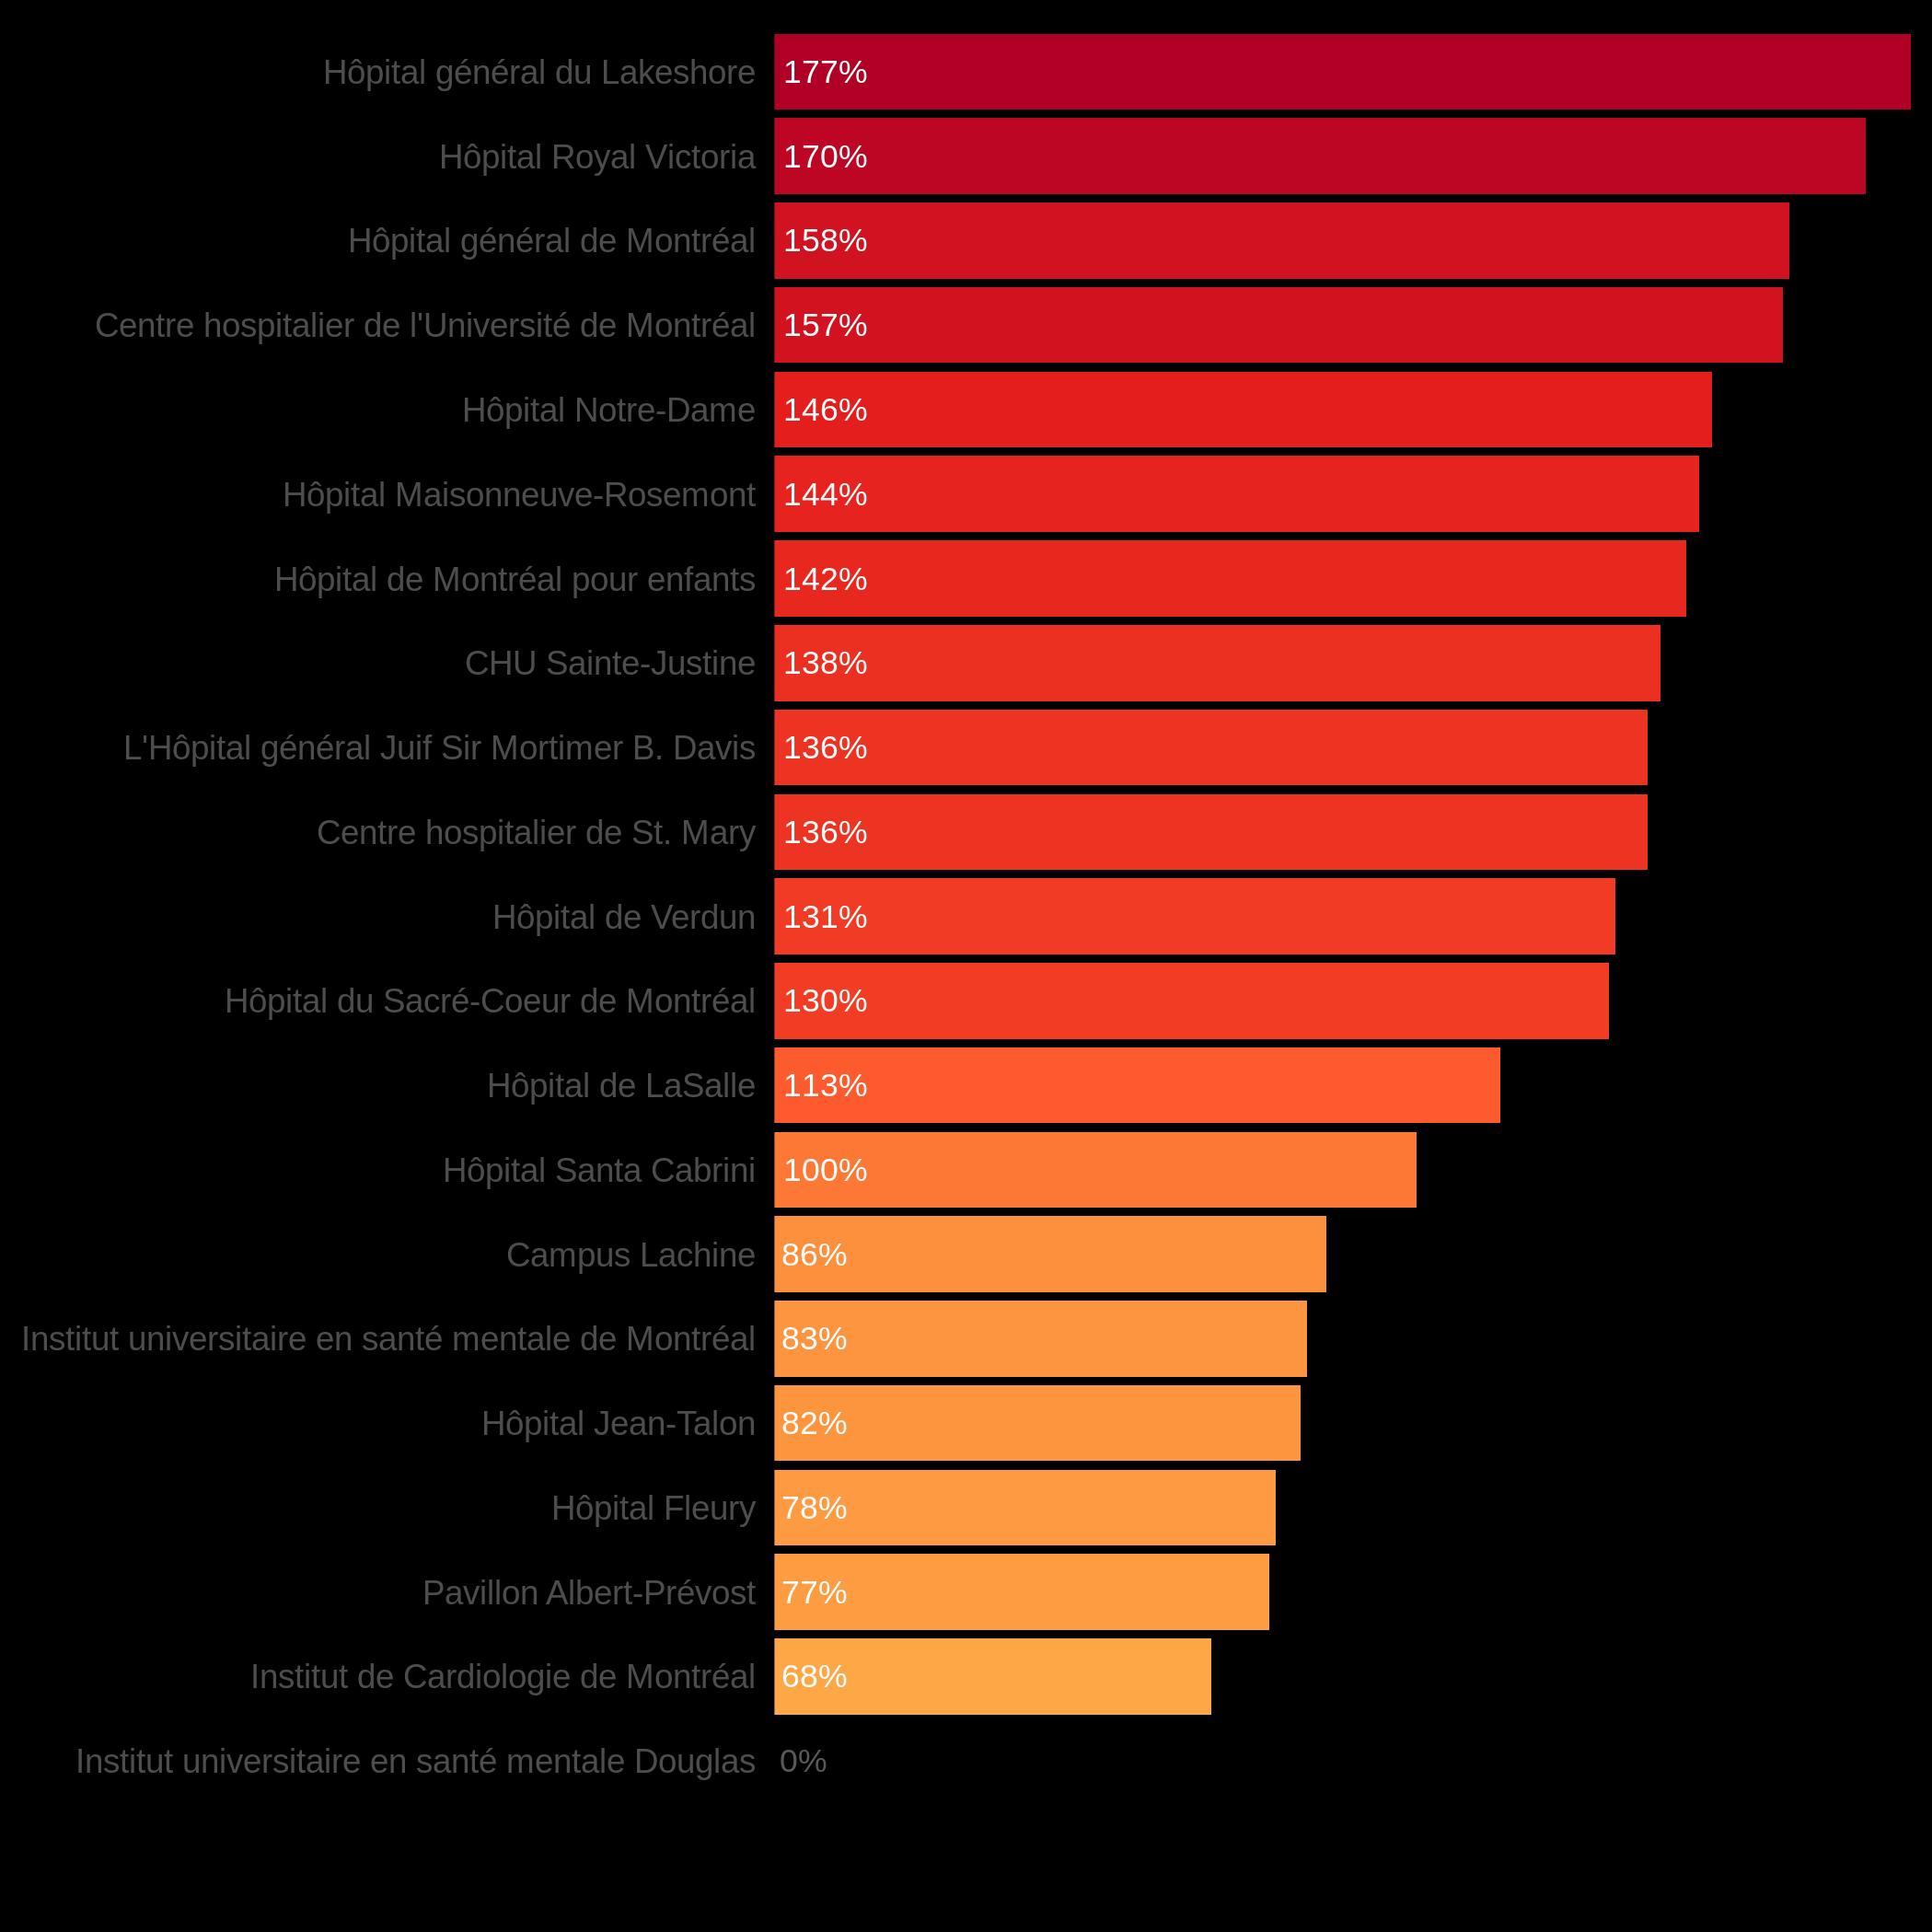 Hôpital général du Lakeshore 177%
Hôpital Royal Victoria 170%
Hôpital général de Montréal 158%
Centre hospitalier de l'Université de Montréal 157%
Hôpital Notre-Dame 146%
Hôpital Maisonneuve-Rosemont 144%
Hôpital de Montréal pour enfants 142%
CHU Sainte-Justine 138%
L'Hôpital général Juif Sir Mortimer B. Davis 136%
Centre hospitalier de St. Mary 136%
Hôpital de Verdun 131%
Hôpital du Sacré-Coeur de Montréal 130%
Hôpital de LaSalle 113%
Hôpital Santa Cabrini 100%
Campus Lachine 86%
Institut universitaire en santé mentale de Montréal 83%
Hôpital Jean-Talon 82%
Hôpital Fleury 78%
Pavillon Albert-Prévost 77%
Institut de Cardiologie de Montréal 68%
Institut universitaire en santé mentale Douglas 0%